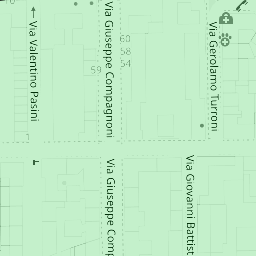 ← Via Valentino Pasini
Via Giuseppe Compagnoni
Via Gerolamo Turroni
60
58
54
59
1
Via Giuseppe Comp
Via Giovanni Battist